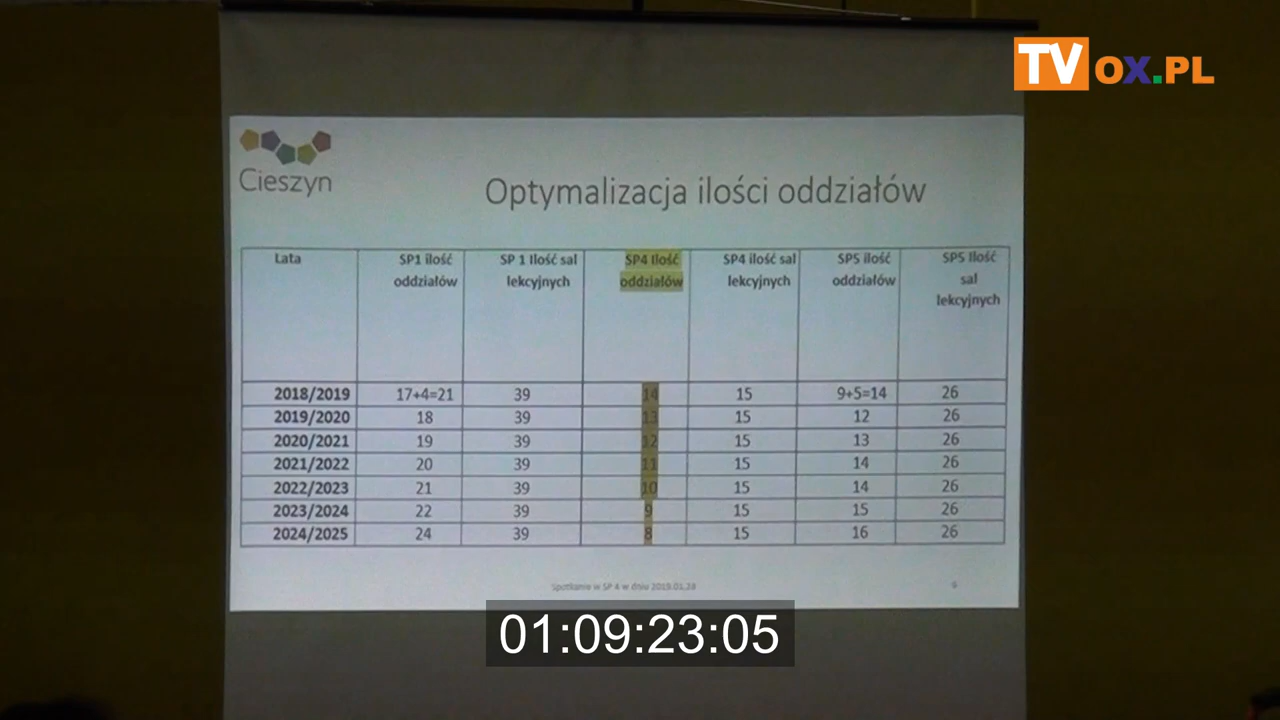 TVox.PL
Cieszyn
Optymalizacja ilości oddziałów
Lata SP1 ilość oddziałów SP 1 Ilość sal lekcyjnych SP4 Ilość oddziałów SP4 ilość sal lekcyjnych SP5 ilość oddziałów SP5 Ilość sal lekcyjnych
2018/2019 17+4=21 39 14 15 9+5=14 26
2019/2020 18 39 13 15 12 26
2020/2021 19 39 12 15 13 26
2021/2022 20 39 11 15 14 26
2022/2023 21 39 10 15 14 26
2023/2024 22 39 9 15 15 26
2024/2025 24 39 8 15 16 26
Spotkanie w SP 4 w dniu
01:09:23:05